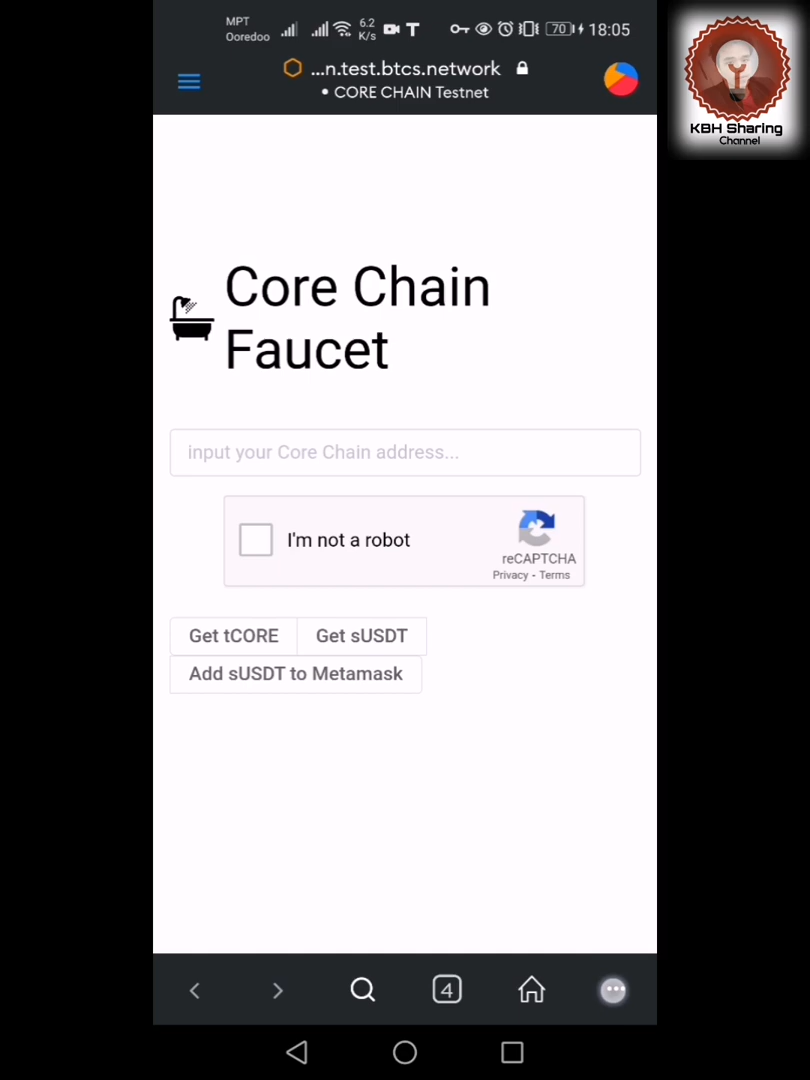 MPT
Ooredoo
6.2
K/s
70
18:05
...n.test.btcs.network
• CORE CHAIN Testnet
KBH Sharing
Channel
Core Chain
Faucet
input your Core Chain address...
I'm not a robot
reCAPTCHA
Privacy - Terms
Get tCORE
Get sUSDT
Add sUSDT to Metamask
4